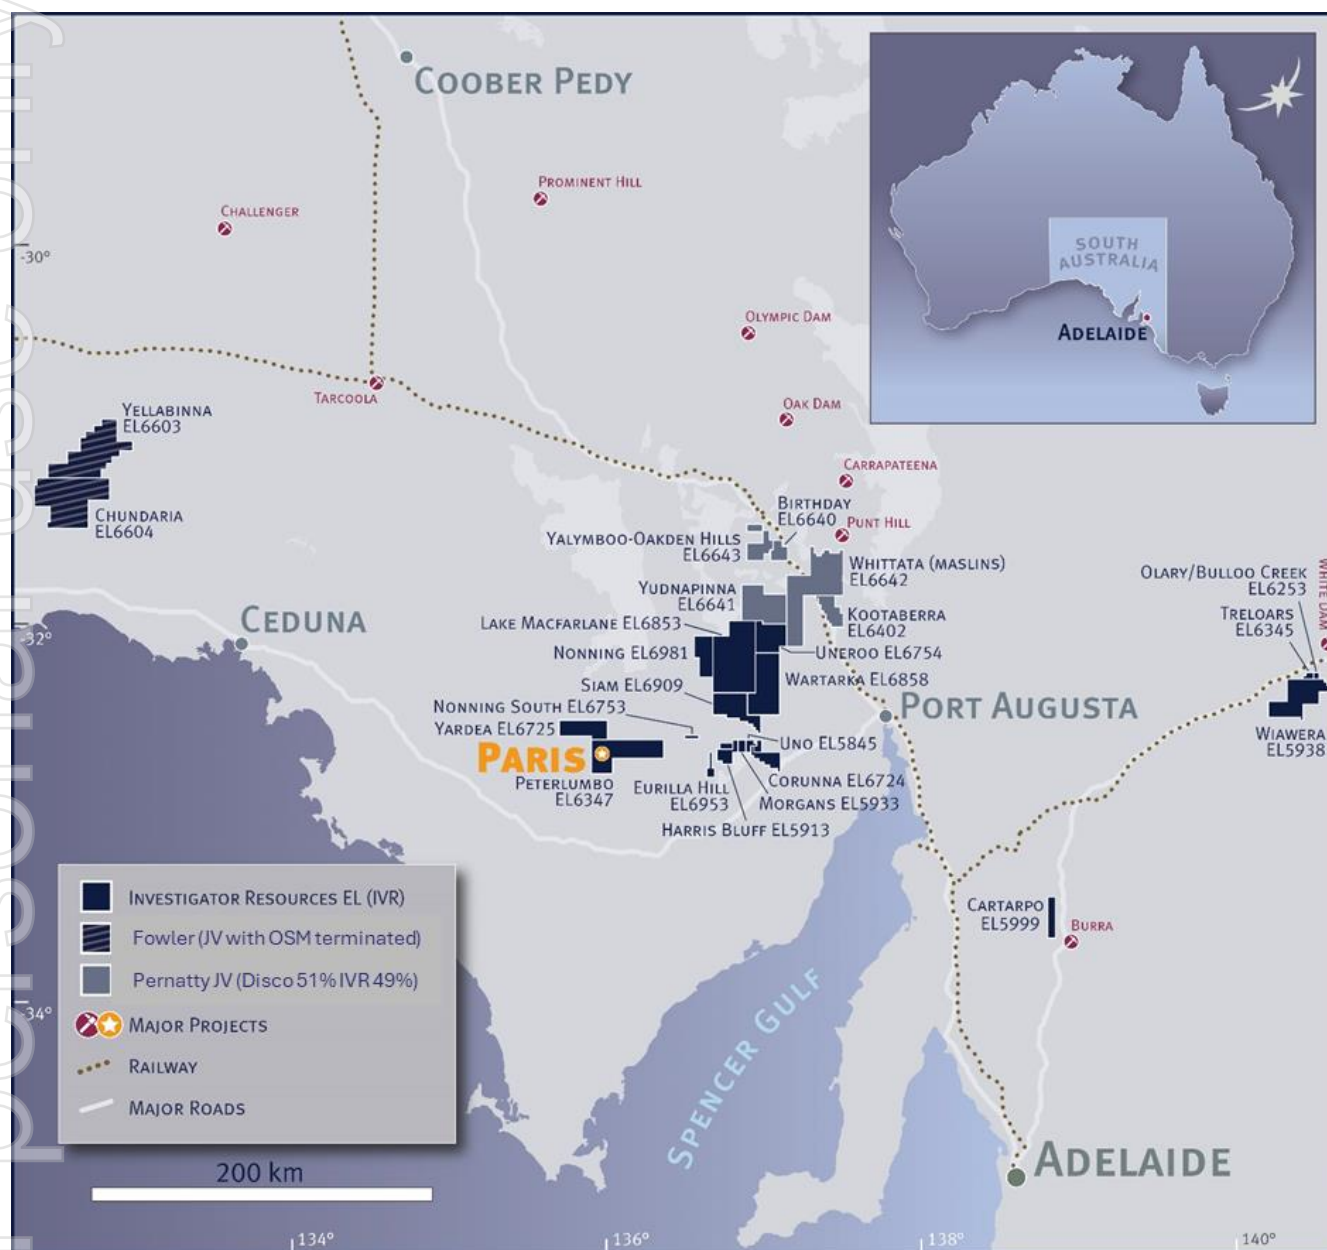 COOBER PEDY
PROMINENT HILL
CHALLENGER
-30°
SOUTH
AUSTRALIA
ADELAIDE
OLYMPIC DAM
TARCOOLA
OAK DAM
YELLABINNA
EL6603
CARRAPATEENA
CHUNDARIA
EL6604
BIRTHDAY
EL6640
PUNT HILL
YALYMBOO-OAKDEN HILLS
EL6643
WHITTATA (MASLINS)
EL6642
WHITE DAM
OLARY/BULLOO CREEK
EL6253
YUDNAPINNA
EL6641
KOOTABERRA
EL6402
TRELOARS
EL6345
CEDUNA
-32°
LAKE MACFARLANE EL6853
NONNING EL6981
UNEROO EL6754
SIAM EL6909
WARTARKA EL6858
NONNING SOUTH EL6753
PORT AUGUSTA
YARDEA EL6725
WIAWERA
EL5938
UNO EL5845
PARIS
PETERLUMBO
EL6347
CORUNNA EL6724
EURILLA HILL
EL6953
MORGANS EL5933
HARRIS BLUFF EL5913
INVESTIGATOR RESOURCES EL (IVR)
Fowler (JV with OSM terminated)
Pernatty JV (Disco 51% IVR 49%)
MAJOR PROJECTS
RAILWAY
MAJOR ROADS
CARTARPO
EL5999
BURRA
-34°
SPENCER GULF
200 km
ADELAIDE
134°
136°
138°
140°